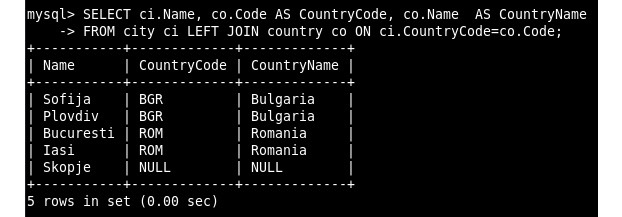 mysql> SELECT ci.Name, co.Code AS CountryCode, co.Name  AS CountryName
    -> FROM city ci LEFT JOIN country co ON ci.CountryCode=co.Code;
+-----------+-------------+-------------+
| Name      | CountryCode | CountryName |
+-----------+-------------+-------------+
| Sofija    | BGR         | Bulgaria    |
| Plovdiv   | BGR         | Bulgaria    |
| Bucuresti | ROM         | Romania     |
| Iasi      | ROM         | Romania     |
| Skopje    | NULL        | NULL        |
+-----------+-------------+-------------+
5 rows in set (0.00 sec)